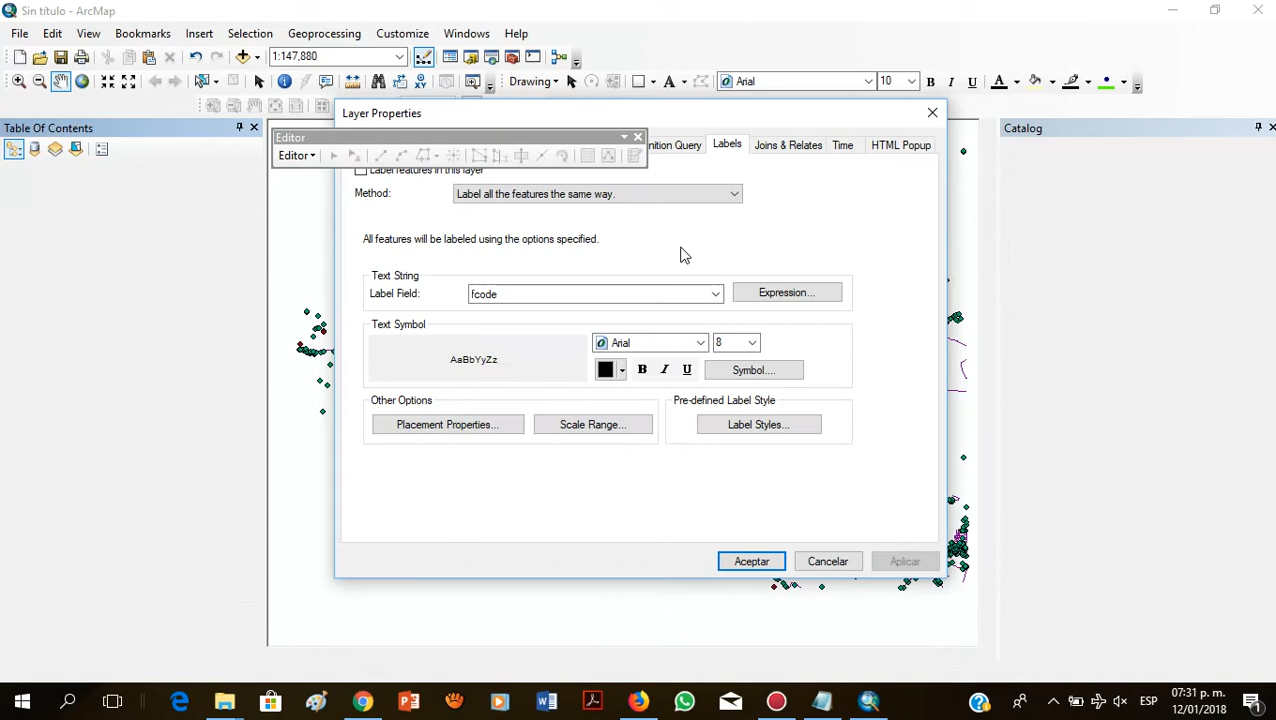 Sin título - ArcMap
File Edit View Bookmarks Insert Selection Geoprocessing Customize Windows Help
1:147,880
Drawing Arial 10 B I U A
Layer Properties
Table Of Contents
Catalog
Editor
Editor
nition Query Labels Joins & Relates Time HTML Popup
Label features in this layer
Method: Label all the features the same way.
All features will be labeled using the options specified.
Text String
Label Field: fcode Expression...
Text Symbol
AaBbYyZz
Arial 8
B I U Symbol....
Other Options
Pre-defined Label Style
Placement Properties... Scale Range... Label Styles...
Aceptar Cancelar Aplicar
ESP
07:31 p. m.
12/01/2018
1